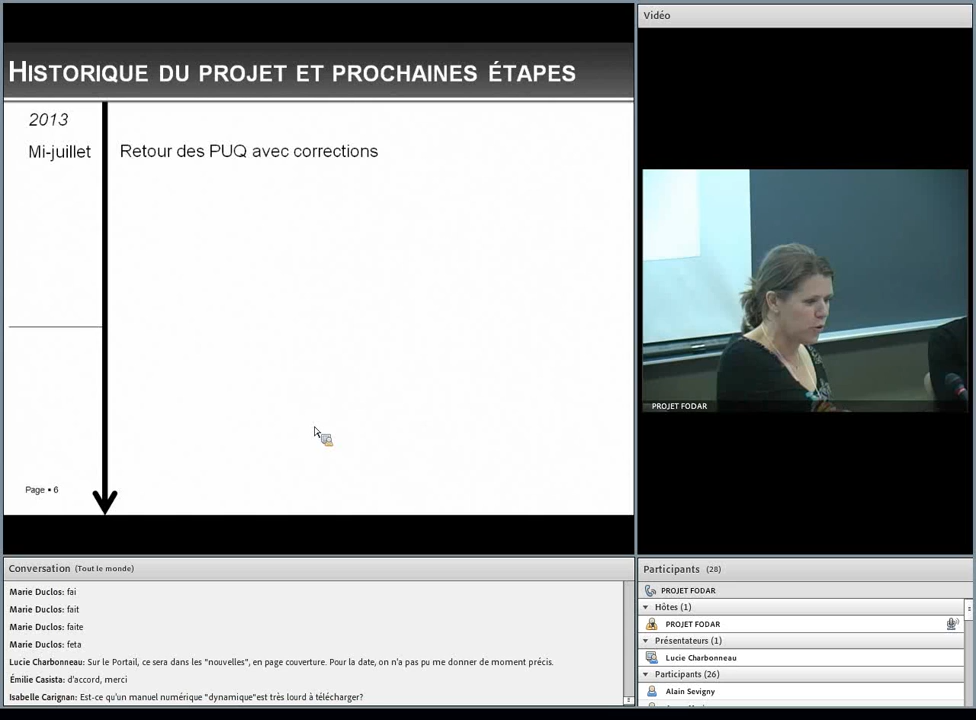 HISTORIQUE DU PROJET ET PROCHAINES ÉTAPES
2013
Mi-juillet
Retour des PUQ avec corrections
Page • 6
Vidéo
PROJET FODAR
Conversation (Tout le monde)
Marie Duclos: fai
Marie Duclos: fait
Marie Duclos: faite
Marie Duclos: feta
Lucie Charbonneau: Sur le Portail, ce sera dans les "nouvelles", en page couverture. Pour la date, on n'a pas pu me donner de moment précis.
Émilie Casista: d'accord, merci
Isabelle Carignan: Est-ce qu'un manuel numérique "dynamique"est très lourd à télécharger?
Participants (28)
PROJET FODAR
Hôtes (1)
PROJET FODAR
Présentateurs (1)
Lucie Charbonneau
Participants (26)
Alain Sevigny